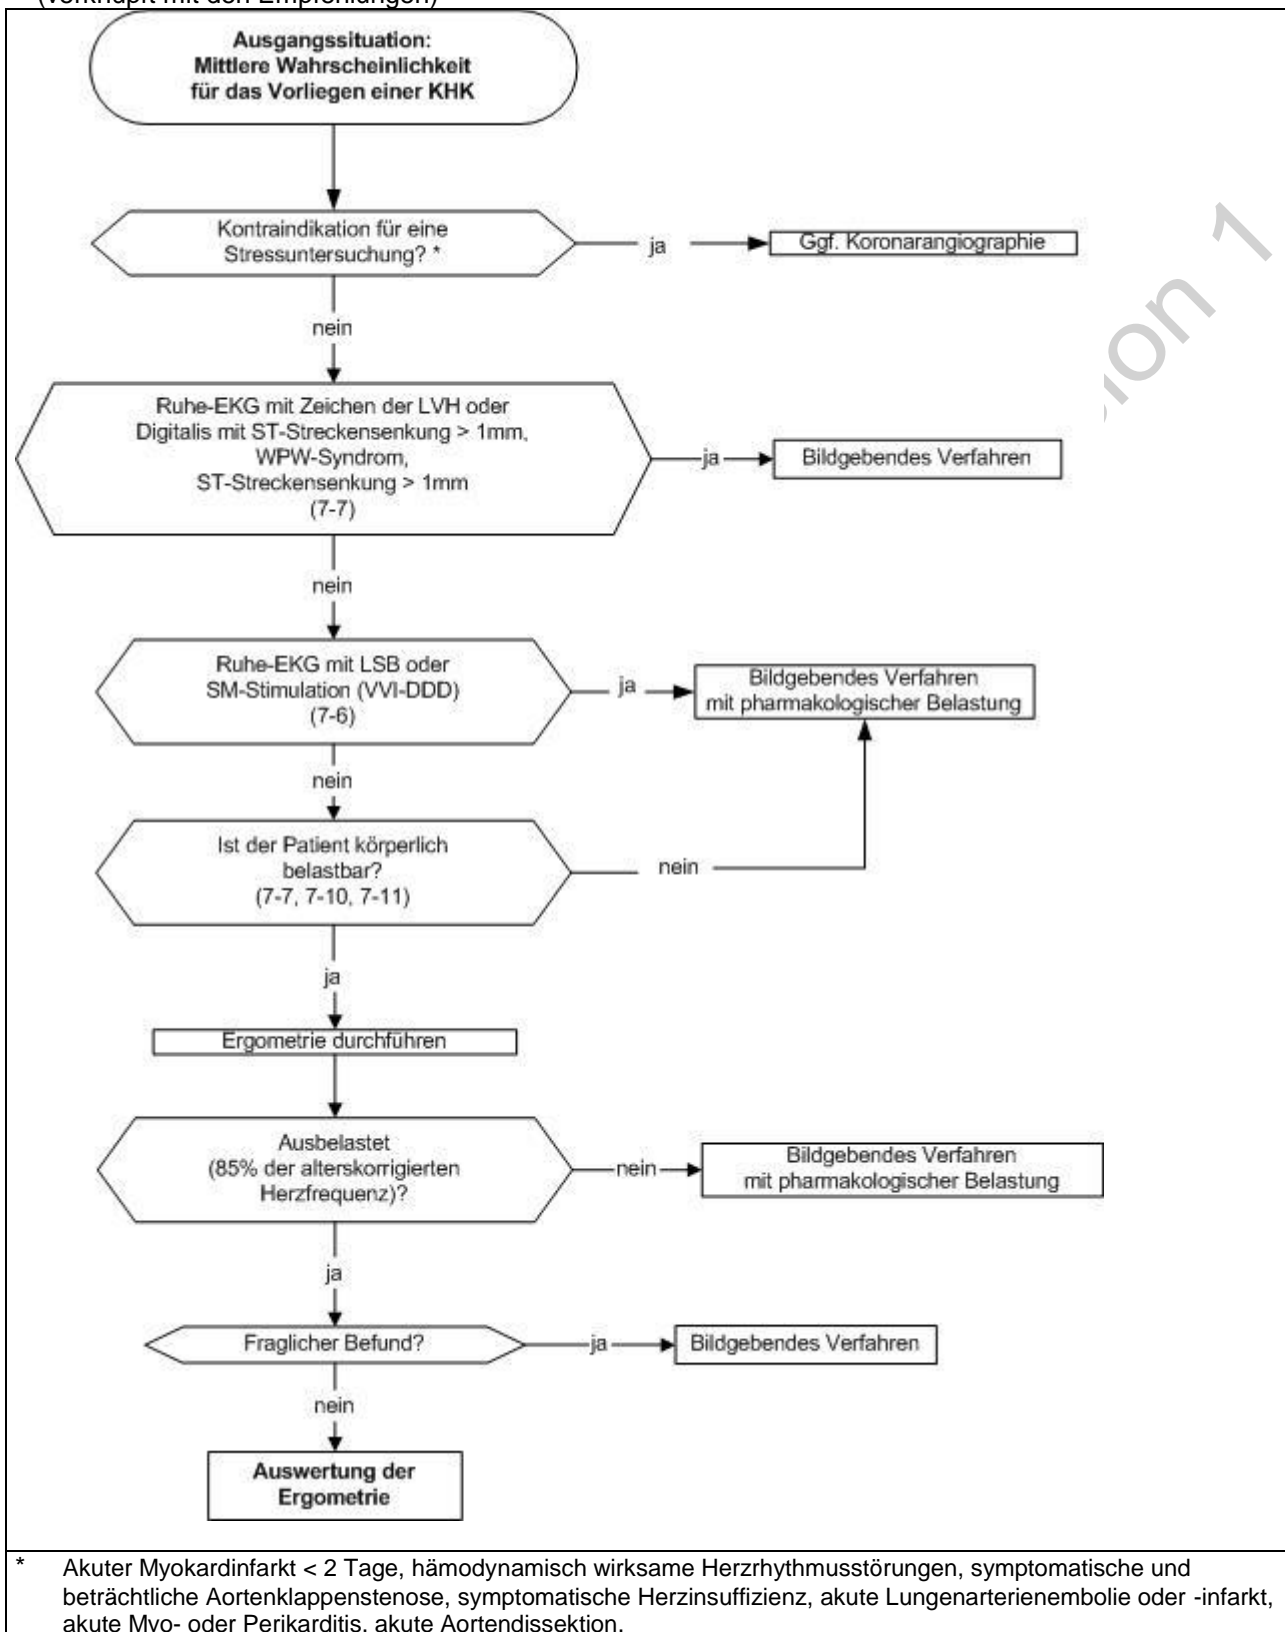 (verknüpft mit den Empfehlungen)
Ausgangssituation:
Mittlere Wahrscheinlichkeit
für das Vorliegen einer KHK
Kontraindikation für eine
Stressuntersuchung? *
ja
Ggf. Koronarangiographie
nein
Ruhe-EKG mit Zeichen der LVH oder
Digitalis mit ST-Streckensenkung > 1mm,
WPW-Syndrom,
ST-Streckensenkung > 1mm
(7-7)
ja
Bildgebendes Verfahren
nein
Ruhe-EKG mit LSB oder
SM-Stimulation (VVI-DDD)
(7-6)
ja
Bildgebendes Verfahren
mit pharmakologischer Belastung
nein
Ist der Patient körperlich
belastbar?
(7-7, 7-10, 7-11)
nein
ja
Ergometrie durchführen
Ausbelastet
(85% der alterskorrigierten
Herzfrequenz)?
nein
Bildgebendes Verfahren
mit pharmakologischer Belastung
ja
Fraglicher Befund?
ja
Bildgebendes Verfahren
nein
Auswertung der
Ergometrie
* Akuter Myokardinfarkt < 2 Tage, hämodynamisch wirksame Herzrhythmusstörungen, symptomatische und
beträchtliche Aortenklappenstenose, symptomatische Herzinsuffizienz, akute Lungenarterienembolie oder -infarkt,
akute Myo- oder Perikarditis, akute Aortendissektion.